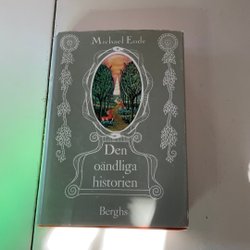 Michael Ende
Den
oändliga
historien
Berghs